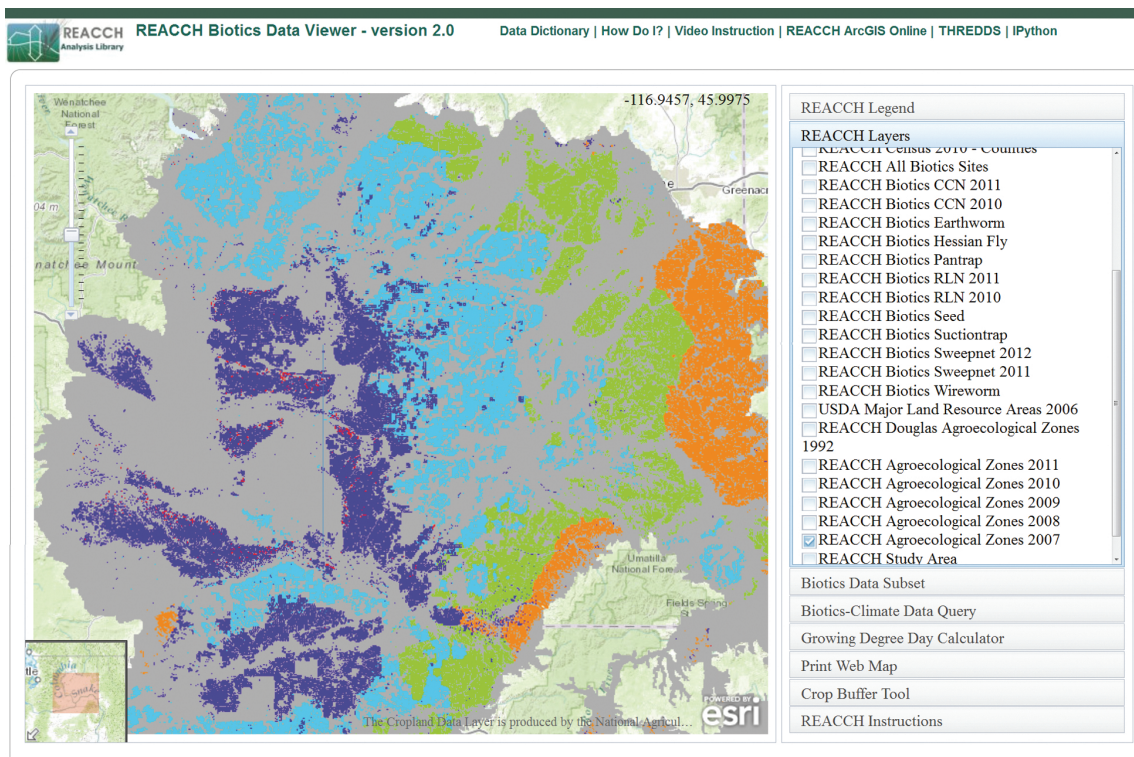 REACCH
Analysis Library
REACCH Biotics Data Viewer - version 2.0
Data Dictionary | How Do I? | Video Instruction | REACCH ArcGIS Online | THREDDS | IPython
-116.9457, 45.9975
Wenatchee
National
Forest
04 m
natchee Mount
e
Greenacr
Umatilla
National Fores
Fields Spring
tle
Snake
The Cropland Data Layer is produced by the National Agricul...
POWERED BY
esri
REACCH Legend
REACCH Layers
REACCH Census 2010 - Counties
REACCH All Biotics Sites
REACCH Biotics CCN 2011
REACCH Biotics CCN 2010
REACCH Biotics Earthworm
REACCH Biotics Hessian Fly
REACCH Biotics Pantrap
REACCH Biotics RLN 2011
REACCH Biotics RLN 2010
REACCH Biotics Seed
REACCH Biotics Suctiontrap
REACCH Biotics Sweepnet 2012
REACCH Biotics Sweepnet 2011
REACCH Biotics Wireworm
USDA Major Land Resource Areas 2006
REACCH Douglas Agroecological Zones
1992
REACCH Agroecological Zones 2011
REACCH Agroecological Zones 2010
REACCH Agroecological Zones 2009
REACCH Agroecological Zones 2008
REACCH Agroecological Zones 2007
REACCH Study Area
Biotics Data Subset
Biotics-Climate Data Query
Growing Degree Day Calculator
Print Web Map
Crop Buffer Tool
REACCH Instructions